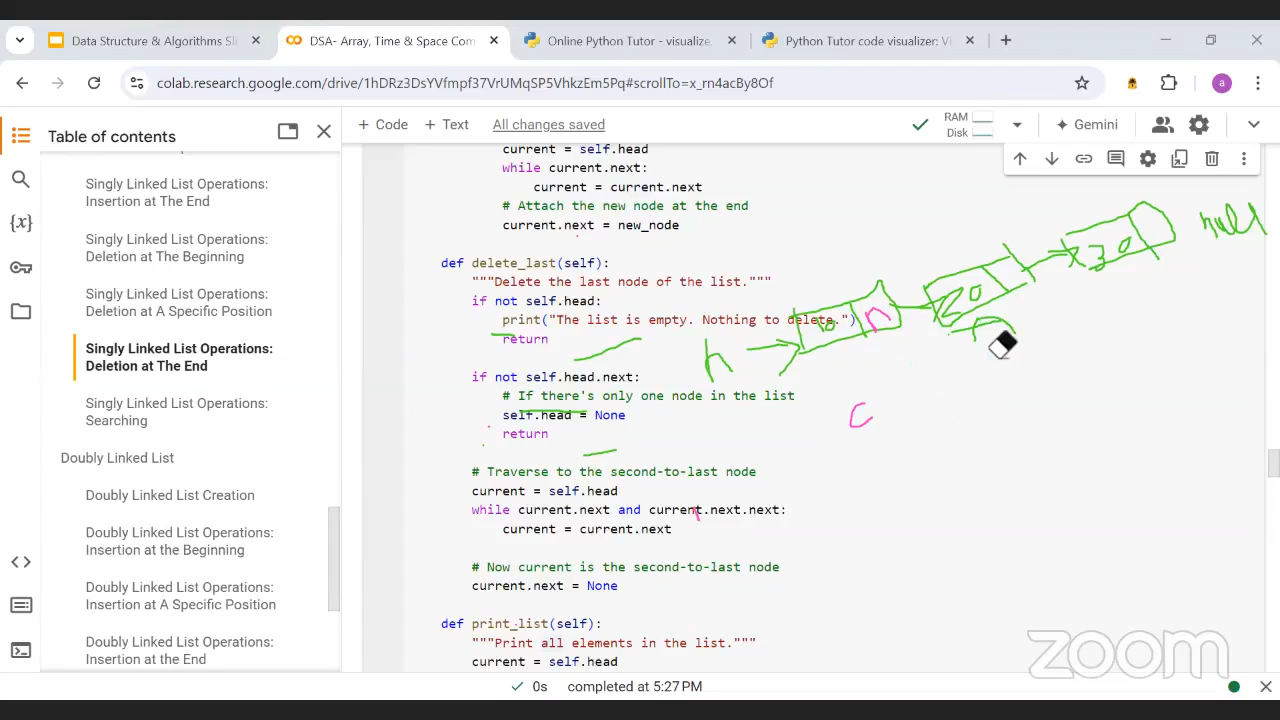 Data Structure & Algorithms Sli
DSA- Array, Time & Space Com
Online Python Tutor - visualize.
Python Tutor code visualizer: Vi
colab.research.google.com/drive/1hDRz3DsYVfmpf37VrUMqSP5VhkzEm5Pq#scrollTo=x_rn4acBy8Of
a
Table of contents
+ Code
+ Text
All changes saved
RAM
Disk
Gemini
Singly Linked List Operations:
Insertion at The End
Singly Linked List Operations:
Deletion at The Beginning
Singly Linked List Operations:
Deletion at A Specific Position
Singly Linked List Operations:
Deletion at The End
Singly Linked List Operations:
Searching
Doubly Linked List
Doubly Linked List Creation
Doubly Linked List Operations:
Insertion at the Beginning
Doubly Linked List Operations:
Insertion at A Specific Position
Doubly Linked List Operations:
Insertion at the End
current = self.head
while current.next:
current = current.next
# Attach the new node at the end
current.next = new_node
def delete_last(self):
"""Delete the last node of the list."""
if not self.head:
print("The list is empty. Nothing to delete.")
return
if not self.head.next:
# If there's only one node in the list
self.head = None
return
# Traverse to the second-to-last node
current = self.head
while current.next and current.next.next:
current = current.next
# Now current is the second-to-last node
current.next = None
def print_list(self):
"""Print all elements in the list."""
current = self.head
h
10
n
20
30
null
C
zoom
0s completed at 5:27 PM